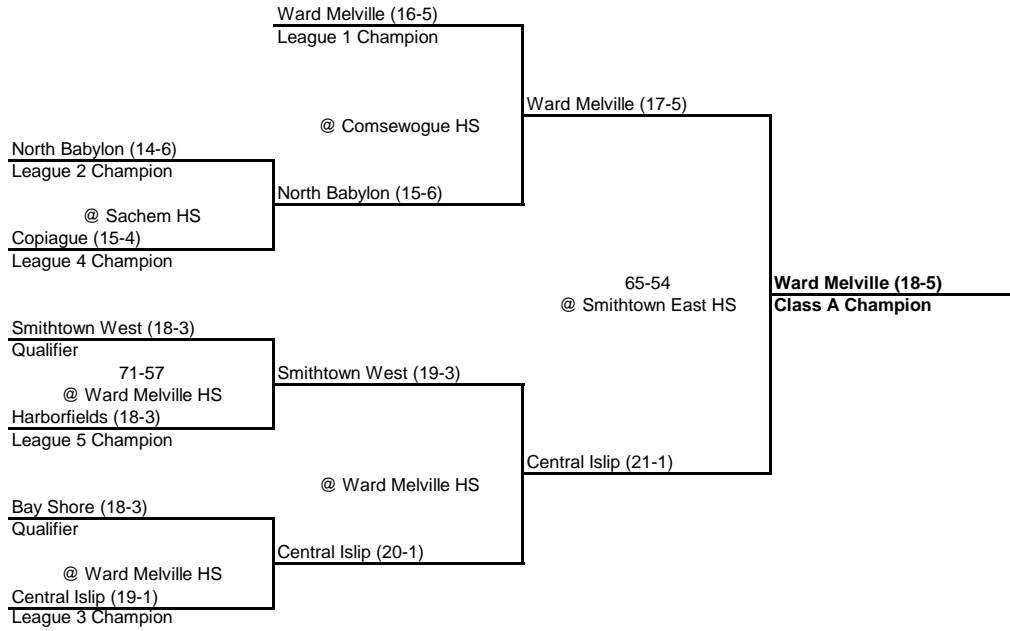 Ward Melville (16-5)
League 1 Champion
Ward Melville (17-5)
@ Comsewogue HS
North Babylon (14-6)
League 2 Champion
North Babylon (15-6)
@ Sachem HS
Copiague (15-4)
League 4 Champion
65-54
@ Smithtown East HS
Ward Melville (18-5)
Class A Champion
Smithtown West (18-3)
Qualifier
71-57
@ Ward Melville HS
Smithtown West (19-3)
Harborfields (18-3)
League 5 Champion
Central Islip (21-1)
@ Ward Melville HS
Bay Shore (18-3)
Qualifier
Central Islip (20-1)
@ Ward Melville HS
Central Islip (19-1)
League 3 Champion